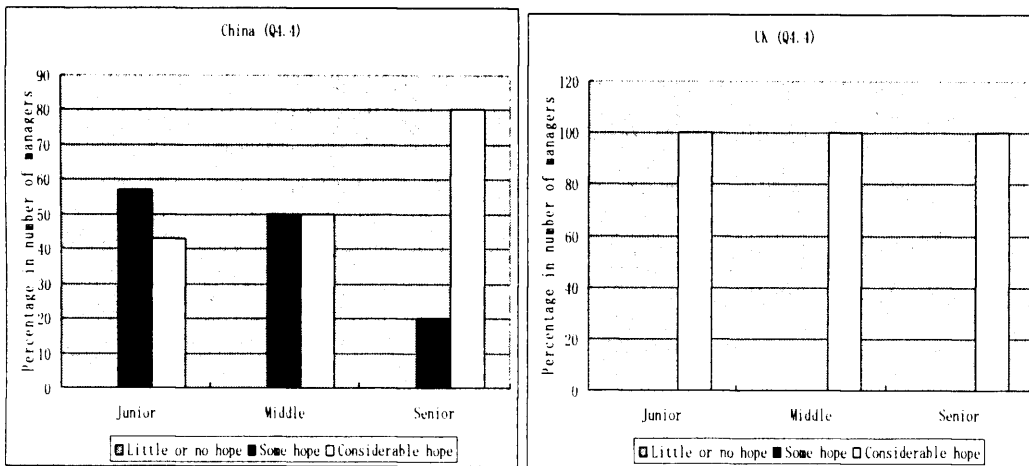 China (Q4.4)
Percentage in number of managers
90
80
70
60
50
40
30
20
10
0
Junior Middle Senior
Little or no hope Some hope Considerable hope
UK (Q4.4)
Percentage in number of managers
120
100
80
60
40
20
0
Junior Middle Senior
Little or no hope Some hope Considerable hope